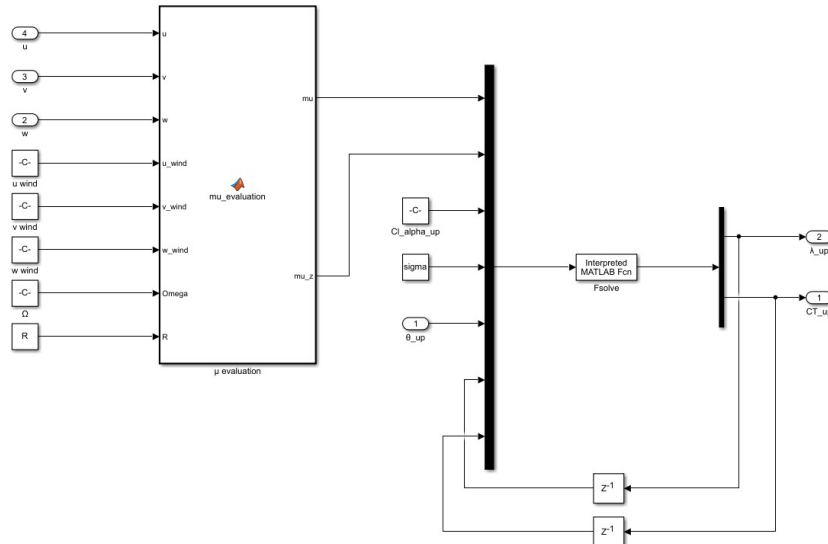 4
u
u
3
v
v
2
w
w
-C-
u wind
u_wind
-C-
v wind
v_wind
-C-
w wind
w_wind
-C-
Ω
Omega
R
R
mu_evaluation
mu
mu_z
μ evaluation
-C-
Cl_alpha_up
sigma
1
θ_up
Interpreted
MATLAB Fcn
Fsolve
2
λ_up
1
CT_up
Z-1
Z-1